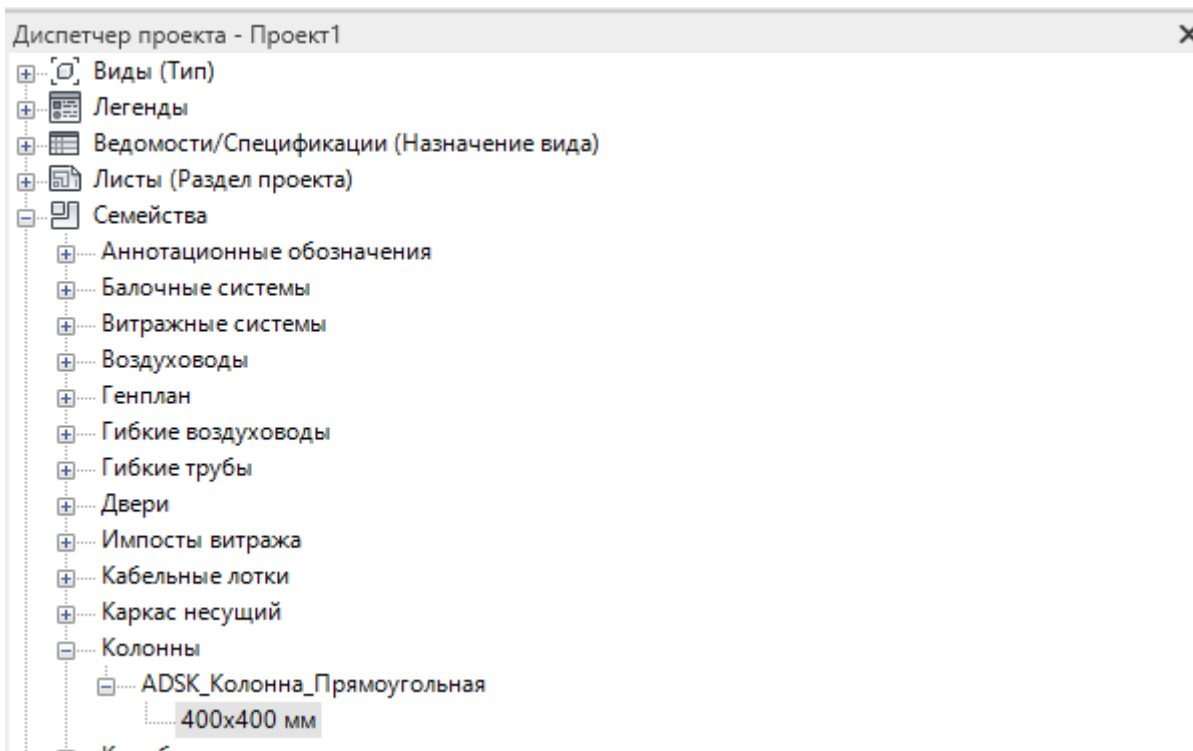 Диспетчер проекта - Проект1
Виды (Тип)
Легенды
Ведомости/Спецификации (Назначение вида)
Листы (Раздел проекта)
Семейства
Аннотационные обозначения
Балочные системы
Витражные системы
Воздуховоды
Генплан
Гибкие воздуховоды
Гибкие трубы
Двери
Импосты витража
Кабельные лотки
Каркас несущий
Колонны
ADSK_Колонна_Прямоугольная
400x400 мм